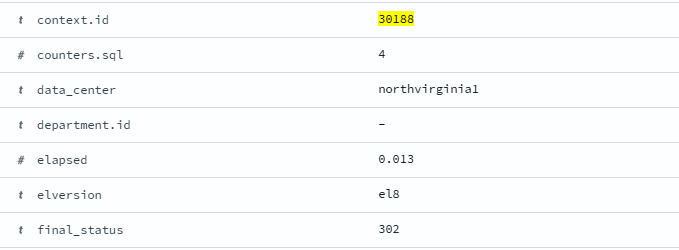 t context.id 30188
# counters.sql 4
t data_center northvirginia1
t department.id –
# elapsed 0.013
t elversion el8
t final_status 302